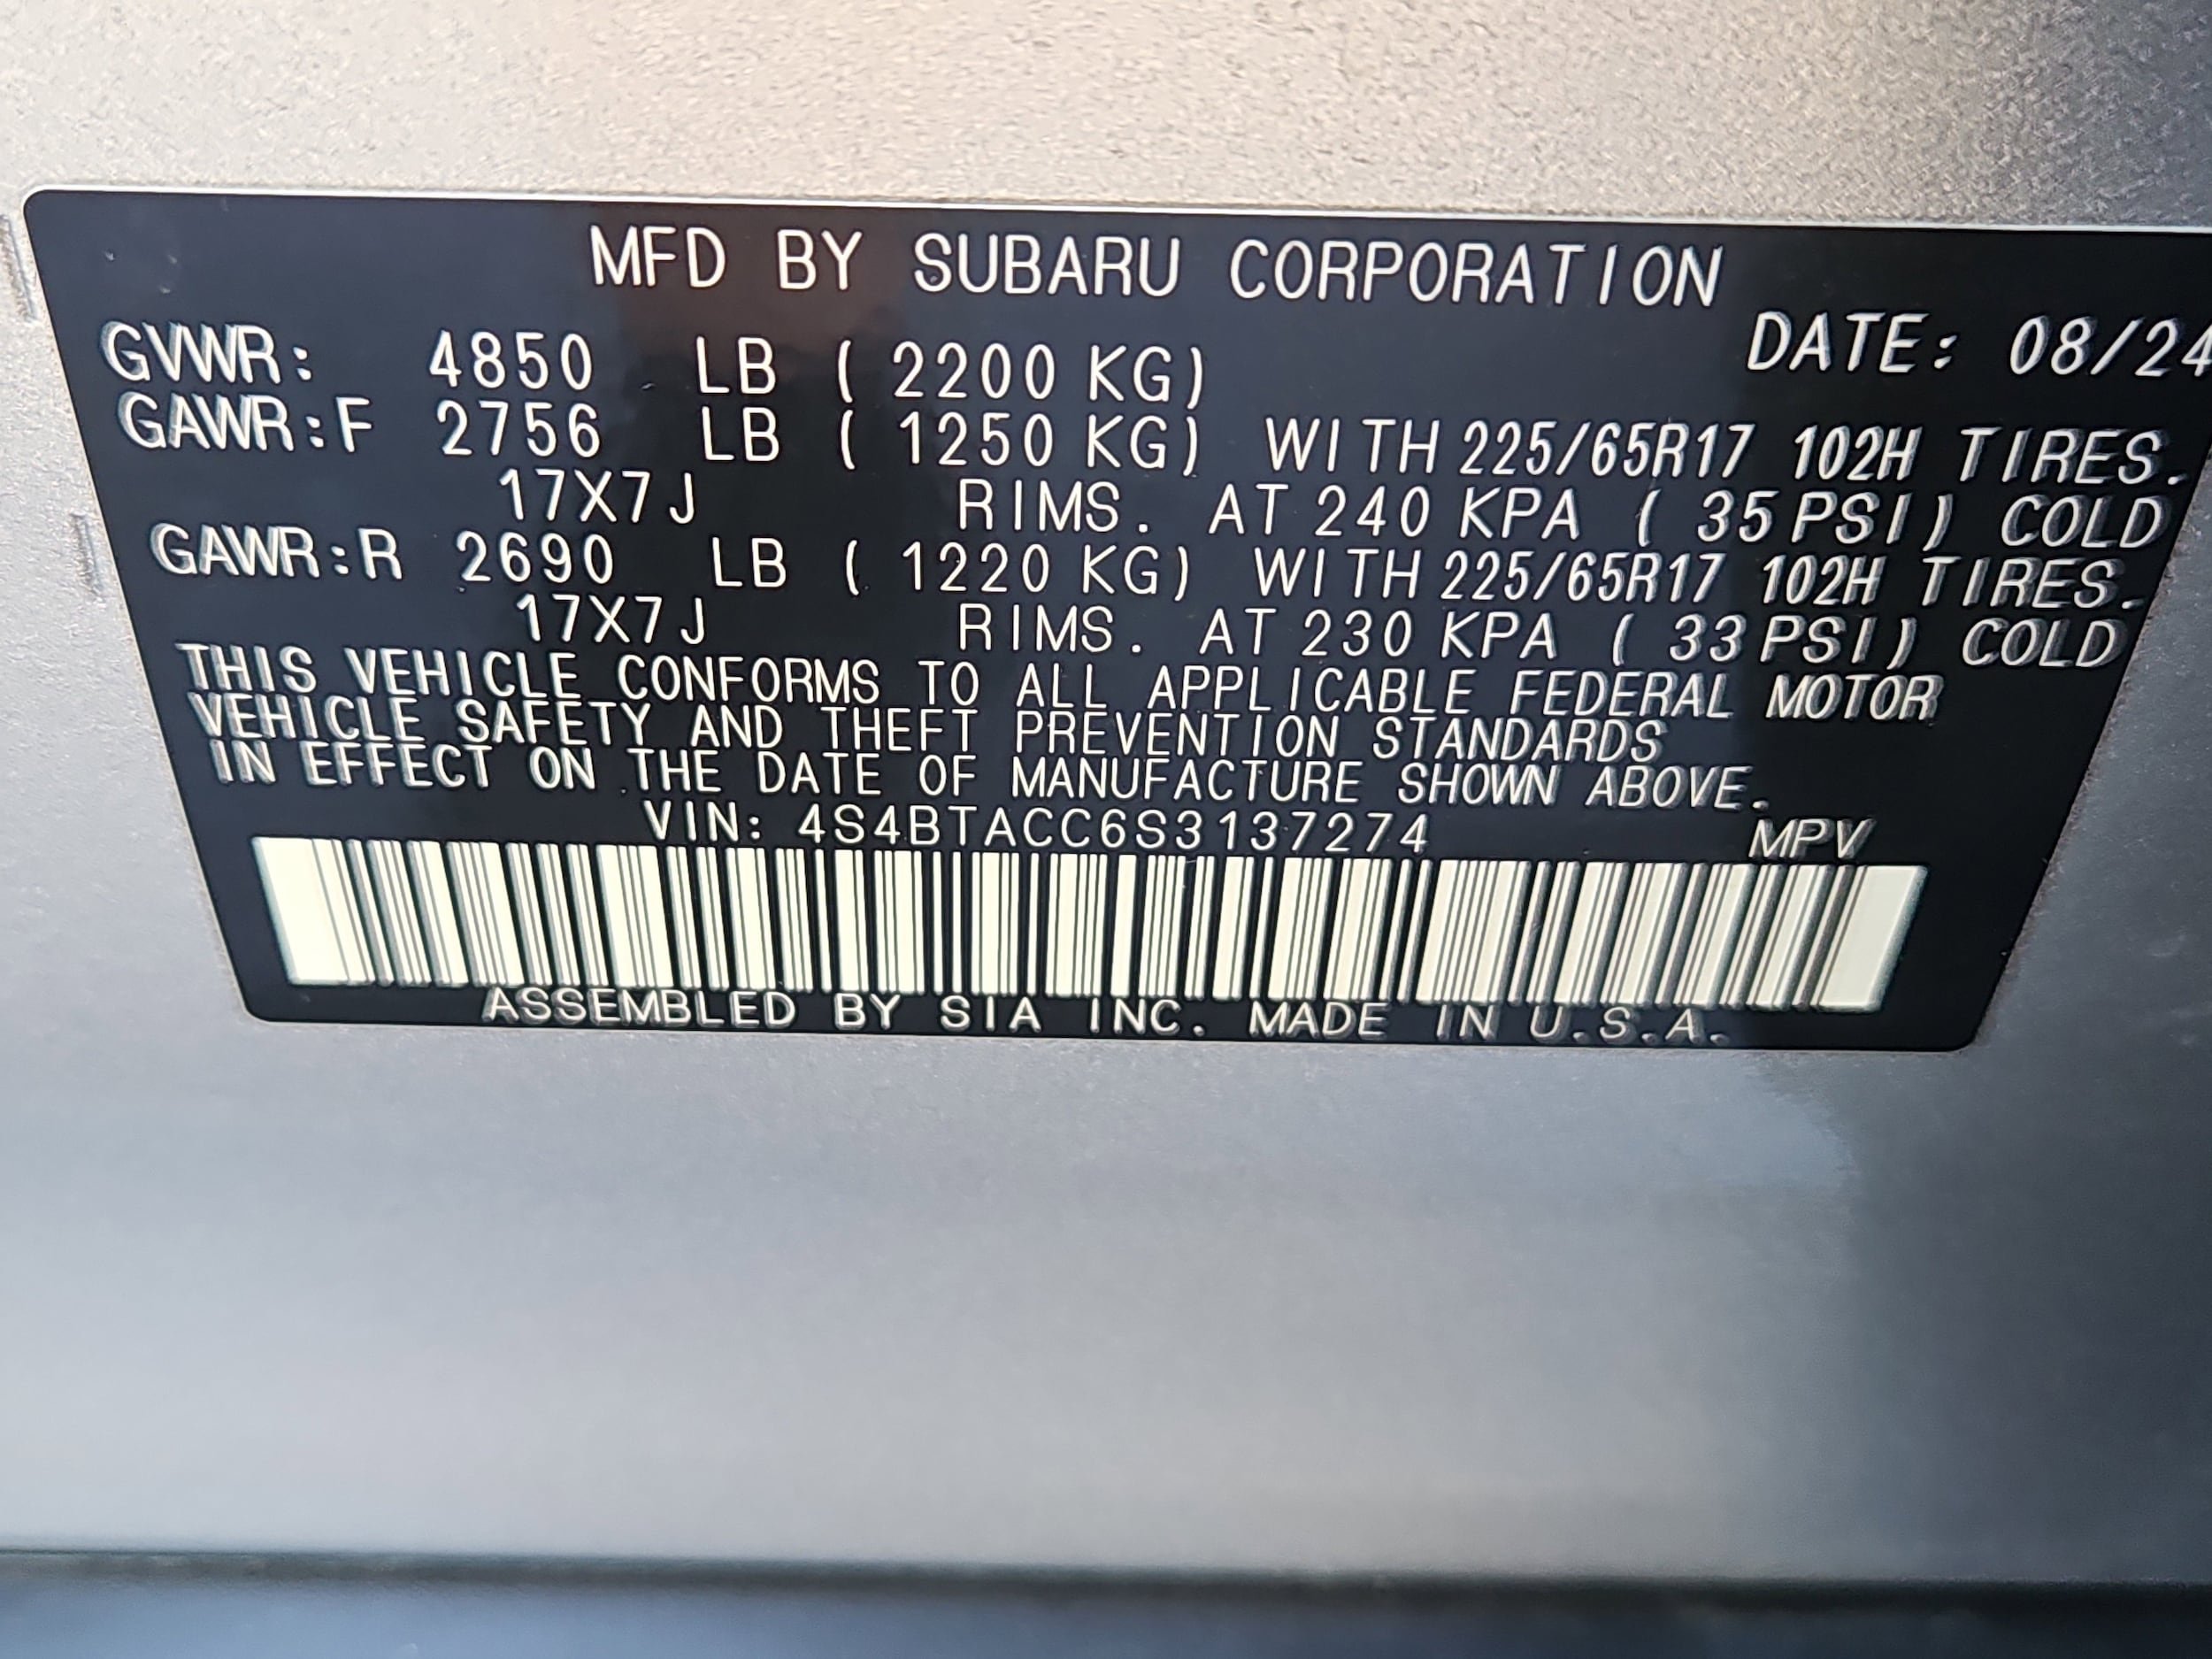 MFD BY SUBARU CORPORATION
DATE: 08/24
GVWR: 4850 LB ( 2200 KG)
GAWR:F 2756 LB ( 1250 KG) WITH 225/65R17 102H TIRES.
17X7J RIMS. AT 240 KPA ( 35 PSI) COLD
GAWR:R 2690 LB ( 1220 KG) WITH 225/65R17 102H TIRES.
17X7J RIMS. AT 230 KPA ( 33 PSI) COLD
THIS VEHICLE CONFORMS TO ALL APPLICABLE FEDERAL MOTOR
VEHICLE SAFETY AND THEFT PREVENTION STANDARDS
IN EFFECT ON THE DATE OF MANUFACTURE SHOWN ABOVE.
VIN: 4S4BTACC6S3137274 MPV
ASSEMBLED BY SIA INC. MADE IN U.S.A.